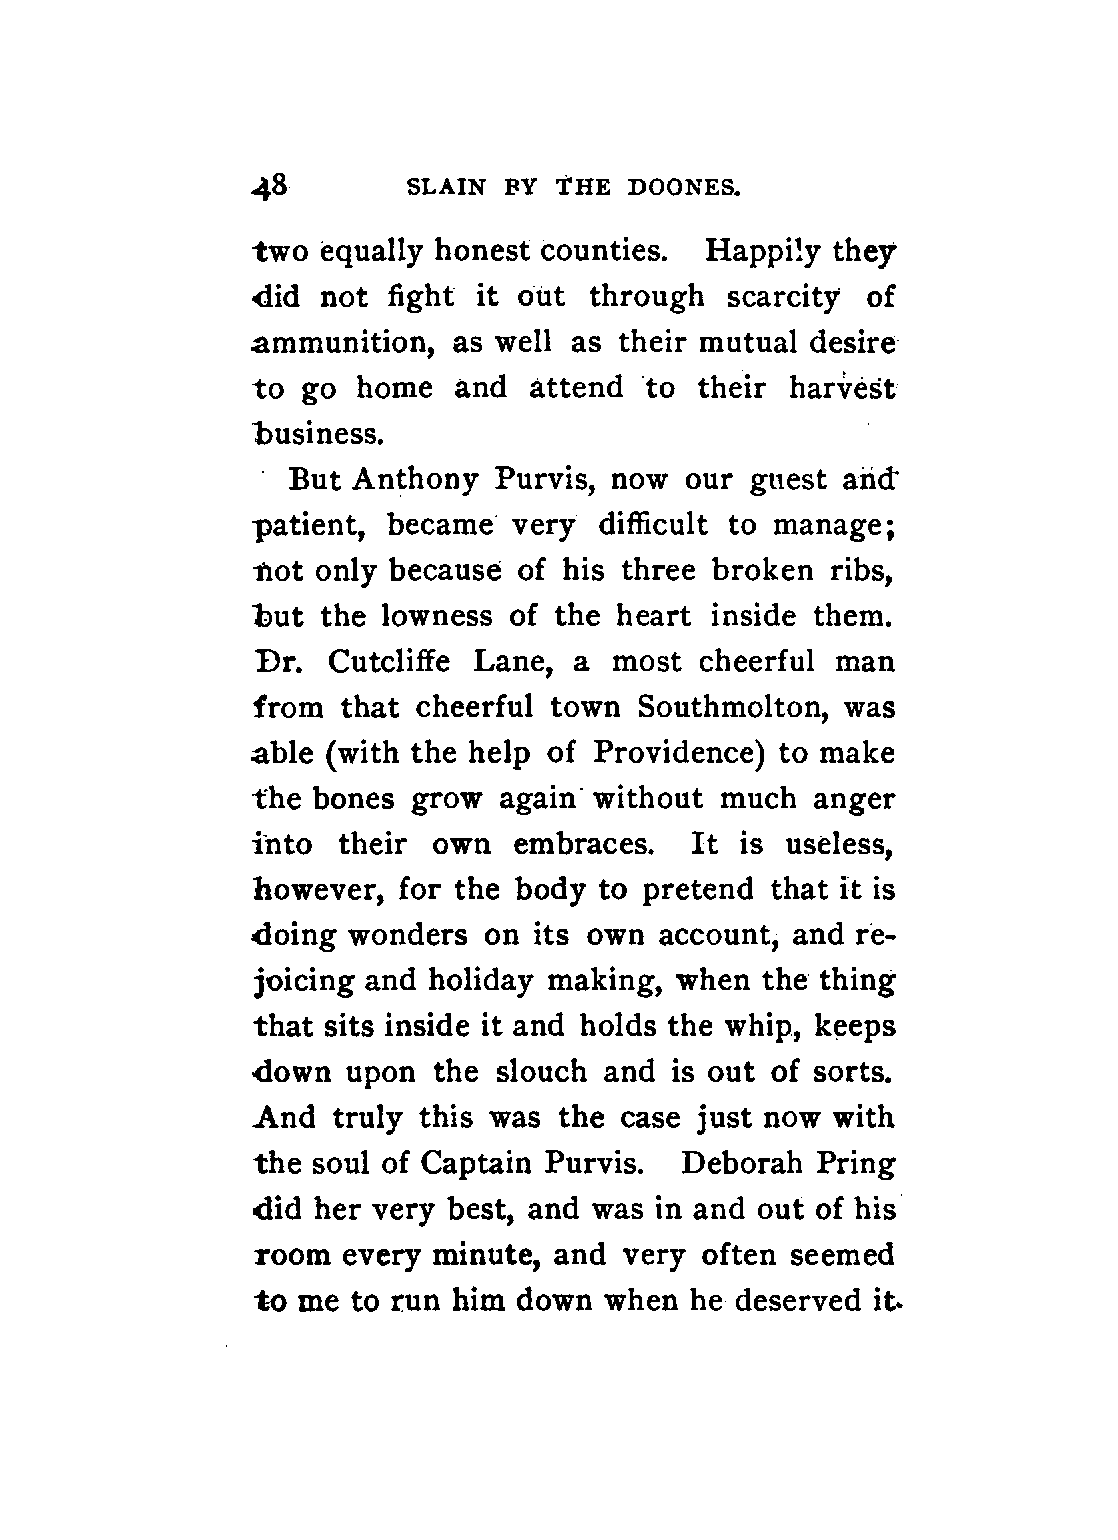 48 SLAIN BY THE DOONES.
two equally honest counties. Happily they
did not fight it out through scarcity of
ammunition, as well as their mutual desire
to go home and attend to their harvest
business.
But Anthony Purvis, now our guest and
patient, became very difficult to manage;
not only because of his three broken ribs,
but the lowness of the heart inside them.
Dr. Cutcliffe Lane, a most cheerful man
from that cheerful town Southmolton, was
able (with the help of Providence) to make
the bones grow again without much anger
into their own embraces. It is useless,
however, for the body to pretend that it is
doing wonders on its own account, and re-
joicing and holiday making, when the thing
that sits inside it and holds the whip, keeps
down upon the slouch and is out of sorts.
And truly this was the case just now with
the soul of Captain Purvis. Deborah Pring
did her very best, and was in and out of his
room every minute, and very often seemed
to me to run him down when he deserved it.